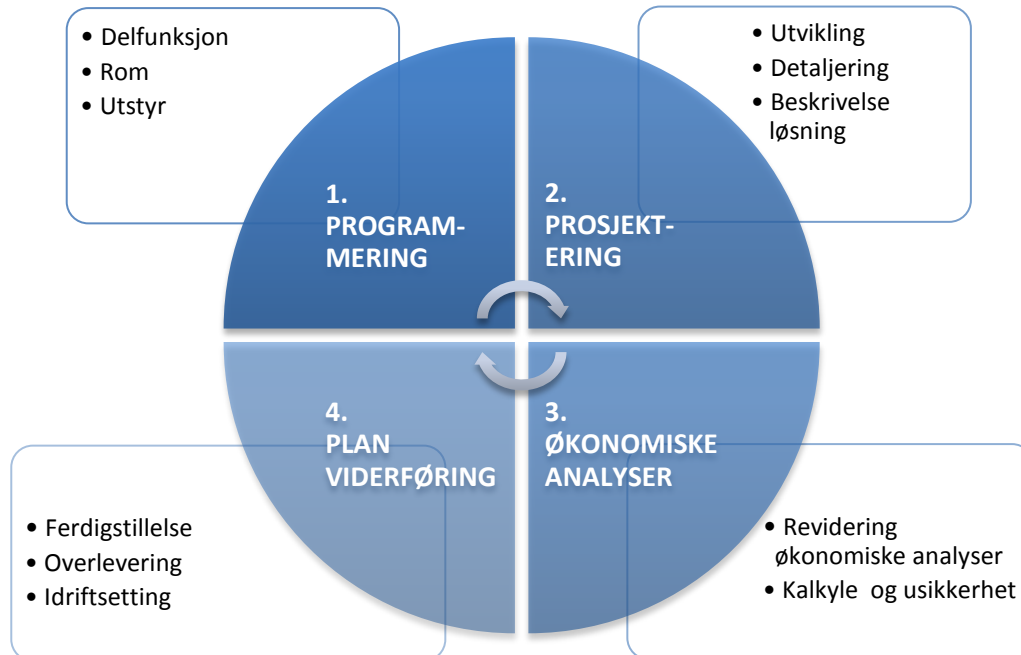 • Delfunksjon
• Rom
• Utstyr
1.
PROGRAM-
MERING
• Utvikling
• Detaljering
• Beskrivelse
løsning
2.
PROSJEKT-
ERING
3.
ØKONOMISKE
ANALYSER
• Revidering
økonomiske analyser
• Kalkyle og usikkerhet
4.
PLAN
VIDERFØRING
• Ferdigstillelse
• Overlevering
• Idriftsetting